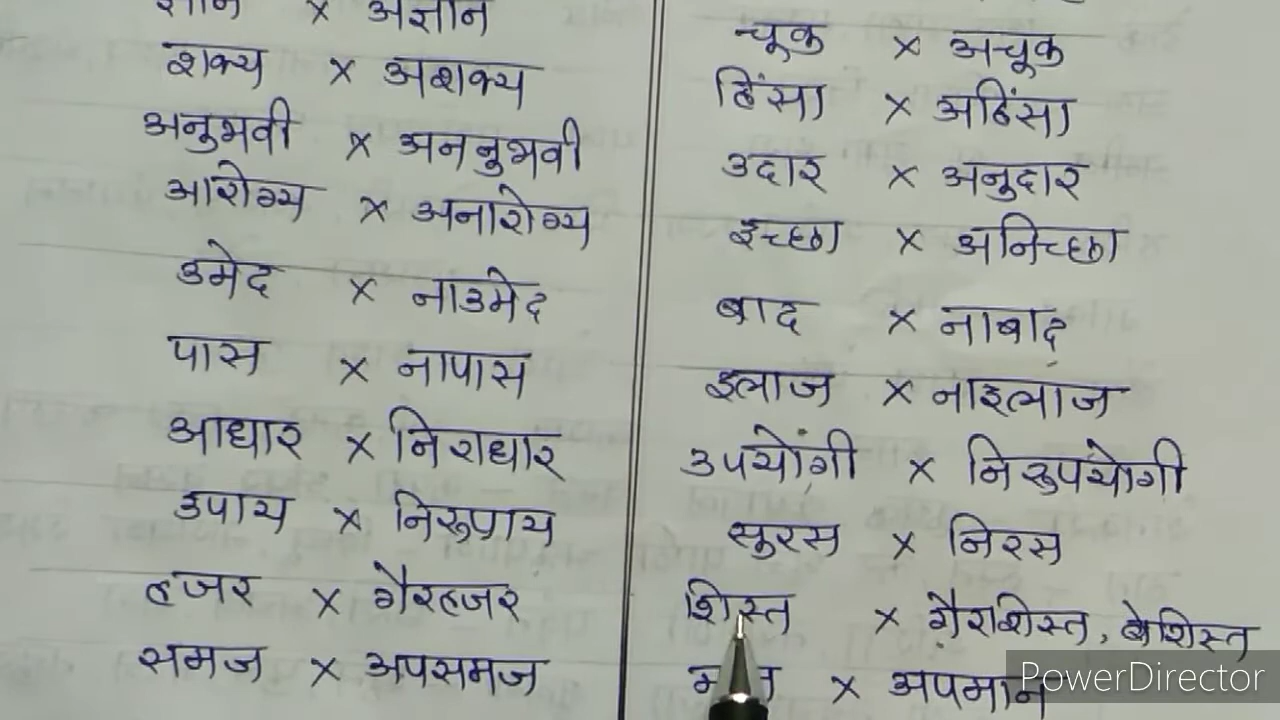 ज्ञान × अज्ञान
शक्य × अशक्य
अनुभवी × अननुभवी
आरोग्य × अनारोग्य
उमेद × नाउमेद
पास × नापास
आधार × निराधार
उपाय × निरुपाय
हजर × गैरहजर
समज × अपसमज
चूक × अचूक
हिंसा × अहिंसा
उदार × अनुदार
इच्छा × अनिच्छा
बाद × नाबाद
इलाज × नाइलाज
उपयोगी × निरुपयोगी
सुरस × निरस
शिस्त × गैरशिस्त, बेशिस्त
× अपमान
PowerDirector